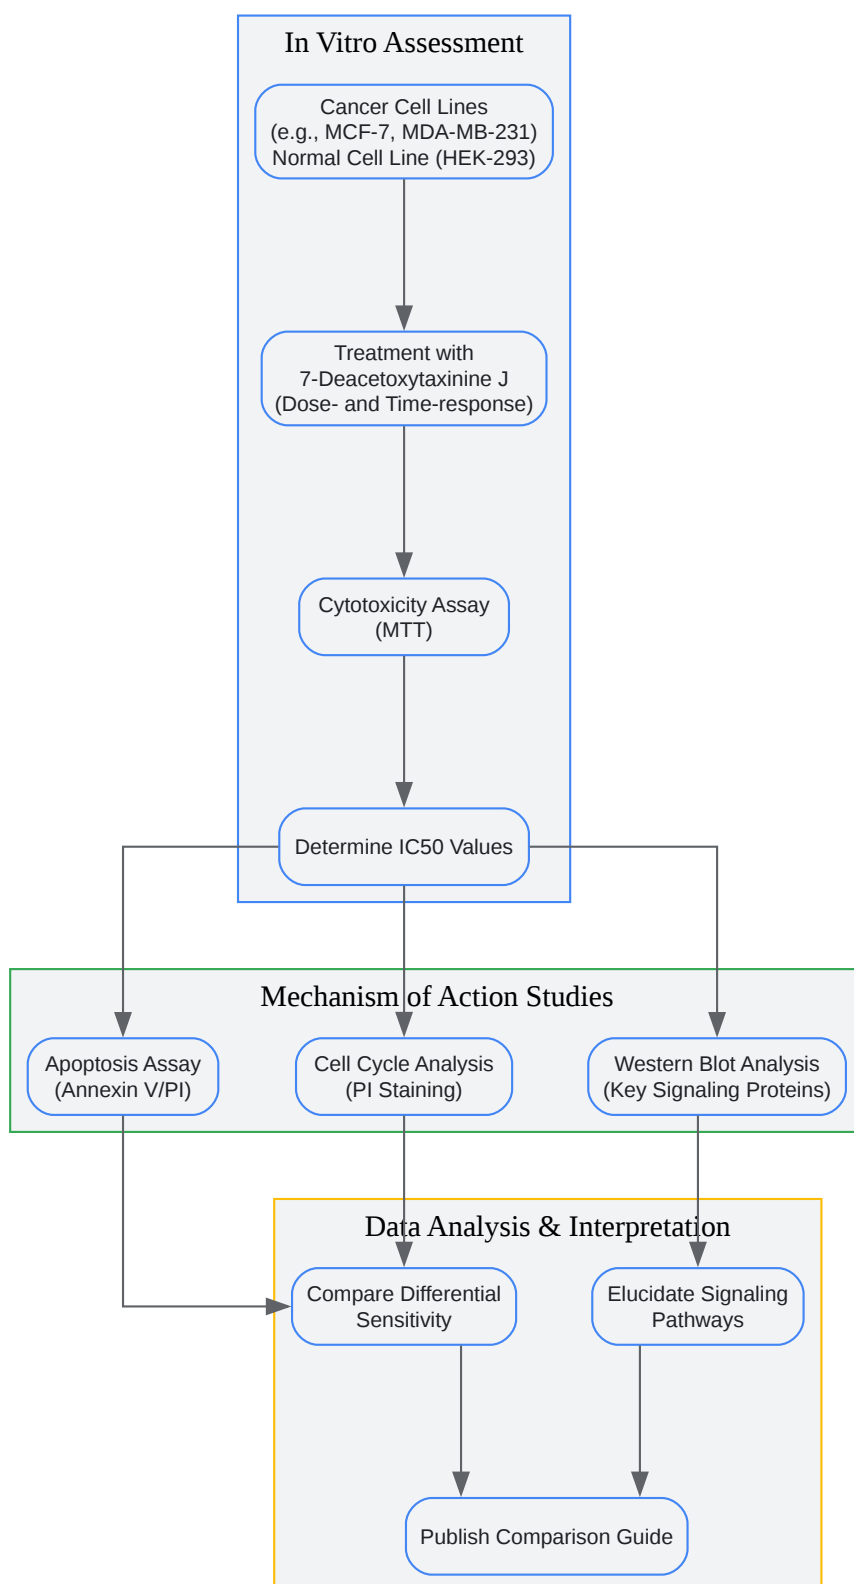 In Vitro Assessment
Cancer Cell Lines
(e.g., MCF-7, MDA-MB-231)
Normal Cell Line (HEK-293)
Treatment with
7-Deacetoxytaxinine J
(Dose- and Time-response)
Cytotoxicity Assay
(MTT)
Determine IC50 Values
Mechanism of Action Studies
Apoptosis Assay
(Annexin V/PI)
Cell Cycle Analysis
(PI Staining)
Western Blot Analysis
(Key Signaling Proteins)
Data Analysis & Interpretation
Compare Differential
Sensitivity
Elucidate Signaling
Pathways
Publish Comparison Guide